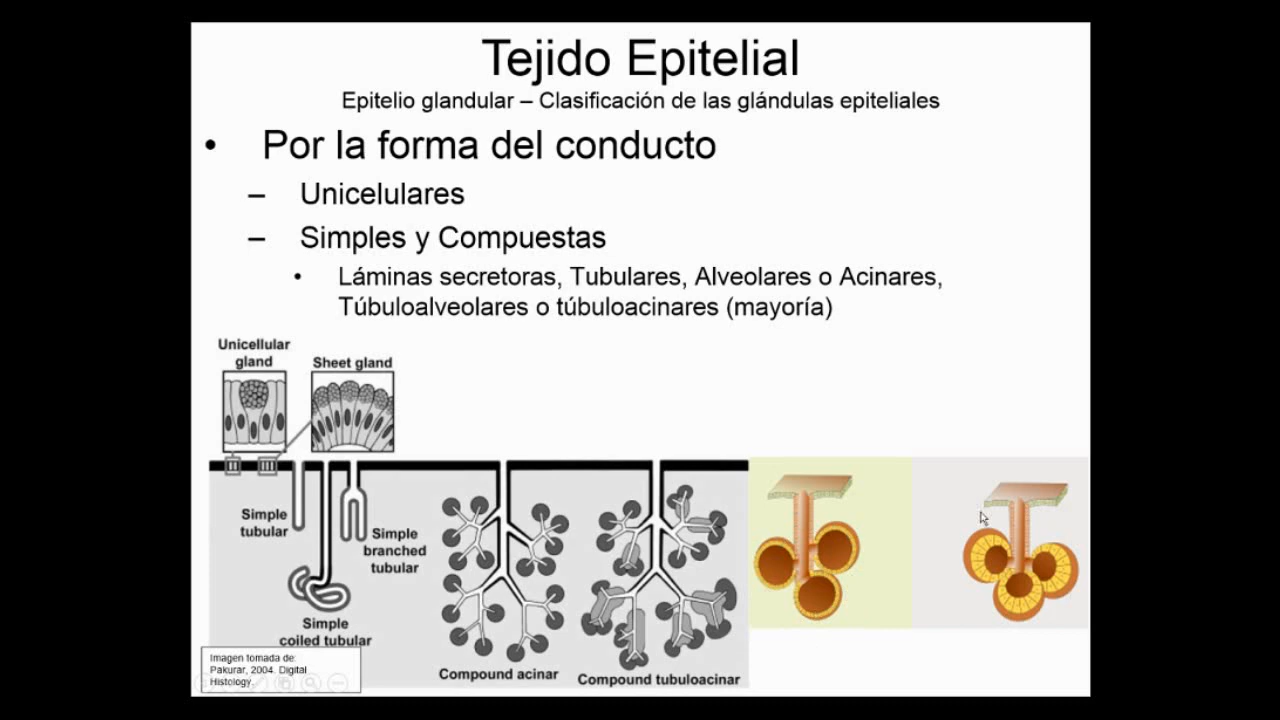 Tejido Epitelial
Epitelio glandular – Clasificación de las glándulas epiteliales
• Por la forma del conducto
– Unicelulares
– Simples y Compuestas
• Láminas secretoras, Tubulares, Alveolares o Acinares,
Túbuloalveolares o túbuloacinares (mayoría)
Unicellular
gland
Sheet gland
Simple
tubular
Simple
branched
tubular
Simple
coiled tubular
Compound acinar
Compound tubuloacinar
Imagen tomada de:
Pakurar, 2004. Digital
Histology.